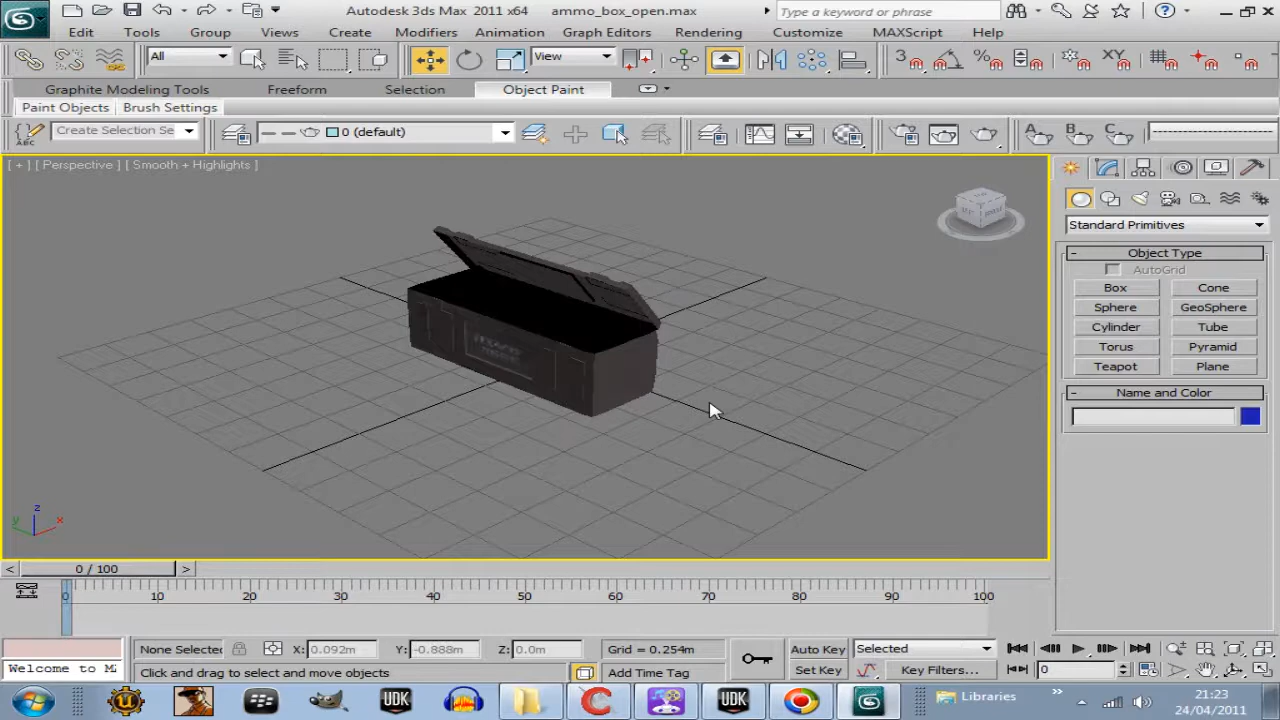 Autodesk 3ds Max 2011 x64 ammo_box_open.max
Type a keyword or phrase
Edit Tools Group Views Create Modifiers Animation Graph Editors Rendering Customize MAXScript Help
All
View
3
%
XY
Graphite Modeling Tools Freeform Selection Object Paint
Paint Objects Brush Settings
ABC
Create Selection Se
0 (default)
A B C
[ + ] [ Perspective ] [ Smooth + Highlights ]
Standard Primitives
Object Type
AutoGrid
Box Cone
Sphere GeoSphere
Cylinder Tube
Torus Pyramid
Teapot Plane
Name and Color
z
y x
< 0 / 100 >
0 10 20 30 40 50 60 70 80 90 100
None Selected X: 0.092m Y: -0.888m Z: 0.0m Grid = 0.254m Auto Key Selected
Welcome to MA Click and drag to select and move objects Add Time Tag Set Key Key Filters... 0
UDK UDK Libraries » 21:23
24/04/2011